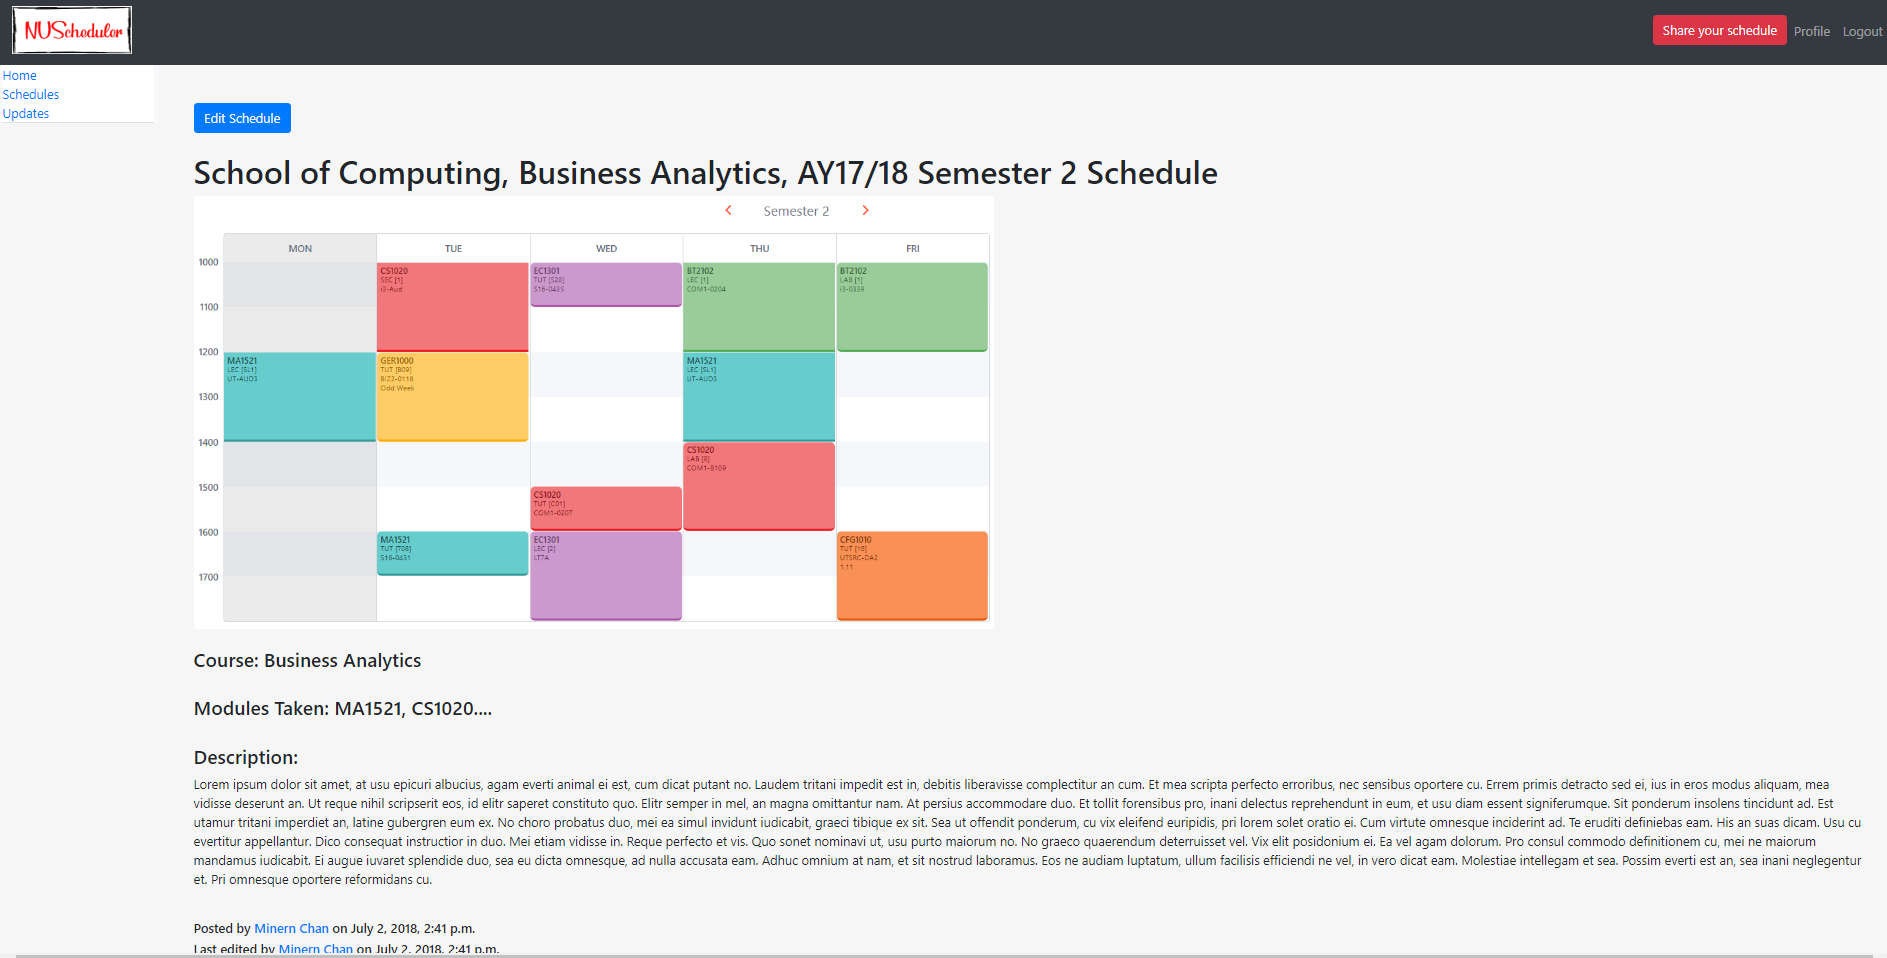 NUScheduler
Share your schedule Profile Logout
Home
Schedules
Updates
Edit Schedule
School of Computing, Business Analytics, AY17/18 Semester 2 Schedule
Semester 2
MON TUE WED THU FRI
1000
CS1020
SEC [1]
i3-Aud
EC1301
TUT [S28]
S16-0435
BT2102
LEC [1]
COM1-0204
BT2102
LAB [1]
i3-0339
1100
1200
MA1521
LEC [SL1]
UT-AUD3
GER1000
TUT [B09]
BIZ2-0118
Odd Week
MA1521
LEC [SL1]
UT-AUD3
1300
1400
CS1020
LAB [8]
COM1-B109
1500
CS1020
TUT [C01]
COM1-0207
1600
MA1521
TUT [T08]
S16-0431
EC1301
LEC [2]
LT7A
CFG1010
TUT [16]
UTSRC-DA2
1.11
1700
Course: Business Analytics
Modules Taken: MA1521, CS1020....
Description:
Lorem ipsum dolor sit amet, at usu epicuri albucius, agam everti animal ei est, cum dicat putant no. Laudem tritani impedit est in, debitis liberavisse complectitur an cum. Et mea scripta perfecto erroribus, nec sensibus oportere cu. Errem primis detracto sed ei, ius in eros modus aliquam, mea
vidisse deserunt an. Ut reque nihil scripserit eos, id elitr saperet constituto quo. Elitr semper in mel, an magna omittantur nam. At persius accommodare duo. Et tollit forensibus pro, inani delectus reprehendunt in eum, et usu diam essent signiferumque. Sit ponderum insolens tincidunt ad. Est
utamur tritani imperdiet an, latine gubergren eum ex. No choro probatus duo, mei ea simul invidunt iudicabit, graeci tibique ex sit. Sea ut offendit ponderum, cu vix eleifend euripidis, pri lorem solet oratio ei. Cum virtute omnesque inciderint ad. Te eruditi definiebas eam. His an suas dicam. Usu cu
evertitur appellantur. Dico consequat instructior in duo. Mei etiam vidisse in. Reque perfecto et vis. Quo sonet nominavi ut, usu purto maiorum no. No graeco quaerendum deterruisset vel. Vix elit posidonium ei. Ea vel agam dolorum. Pro consul commodo definitionem cu, mei ne maiorum
mandamus iudicabit. Ei augue iuvaret splendide duo, sea eu dicta omnesque, ad nulla accusata eam. Adhuc omnium at nam, et sit nostrud laboramus. Eos ne audiam luptatum, ullum facilisis efficiendi ne vel, in vero dicat eam. Molestiae intellegam et sea. Possim everti est an, sea inani neglegentur
et. Pri omnesque oportere reformidans cu.
Posted by Minern Chan on July 2, 2018, 2:41 p.m.
Last edited by Minern Chan on July 2, 2018, 2:41 p.m.